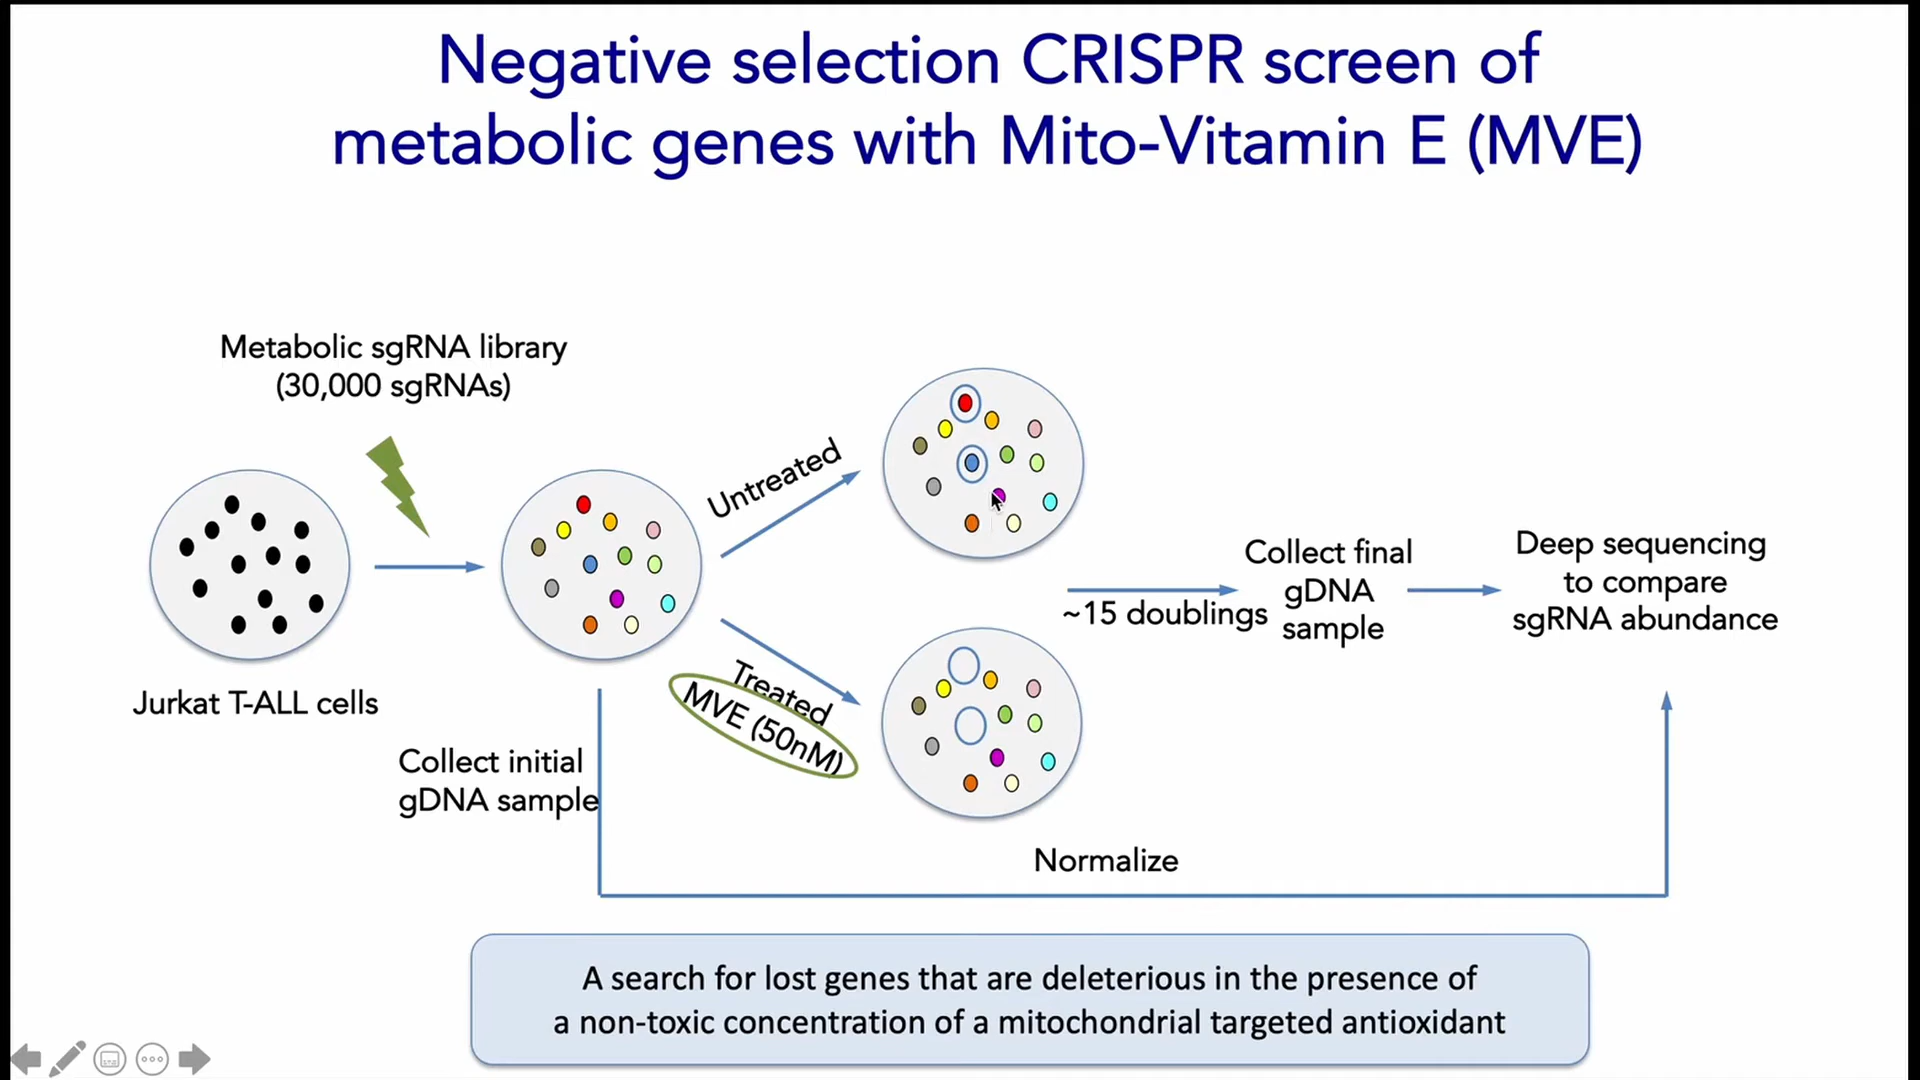 Negative selection CRISPR screen of
metabolic genes with Mito-Vitamin E (MVE)
Metabolic sgRNA library
(30,000 sgRNAs)
Jurkat T-ALL cells
Collect initial
gDNA sample
Untreated
Treated
MVE (50nM)
~15 doublings
Collect final
gDNA
sample
Deep sequencing
to compare
sgRNA abundance
Normalize
A search for lost genes that are deleterious in the presence of
a non-toxic concentration of a mitochondrial targeted antioxidant